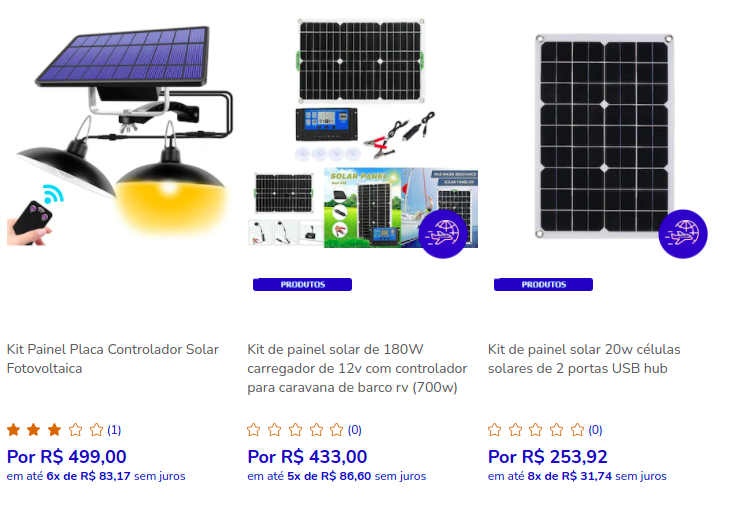 SOLAR PANEL
SOLAR PANEL KIT
PRODUTOS
PRODUTOS
Kit Painel Placa Controlador Solar
Fotovoltaica
Kit de painel solar de 180W
carregador de 12v com controlador
para caravana de barco rv (700w)
Kit de painel solar 20w células
solares de 2 portas USB hub
(1)
(0)
(0)
Por R$ 499,00
em até 6x de R$ 83,17 sem juros
Por R$ 433,00
em até 5x de R$ 86,60 sem juros
Por R$ 253,92
em até 8x de R$ 31,74 sem juros